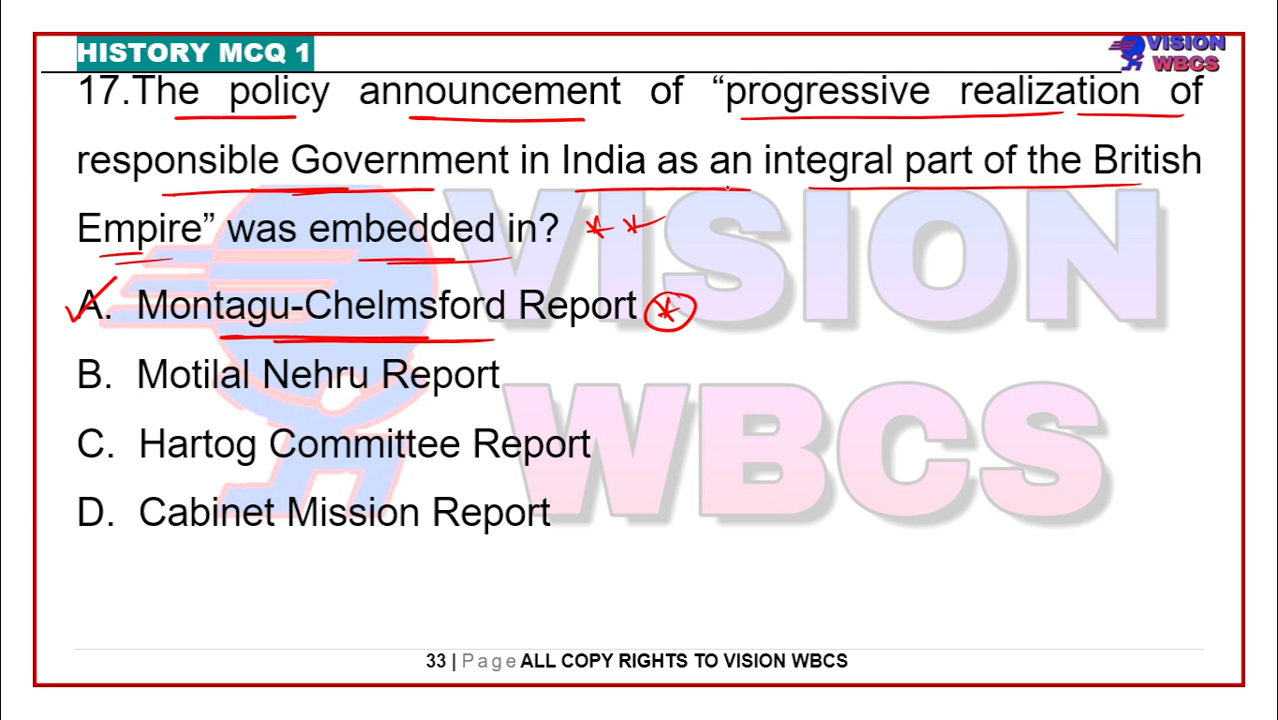 HISTORY MCQ 1
VISION
WBCS
17.The policy announcement of “progressive realization of
responsible Government in India as an integral part of the British
Empire” was embedded in?
A. Montagu-Chelmsford Report
B. Motilal Nehru Report
C. Hartog Committee Report
D. Cabinet Mission Report
VISION
WBCS
33 | Page ALL COPY RIGHTS TO VISION WBCS